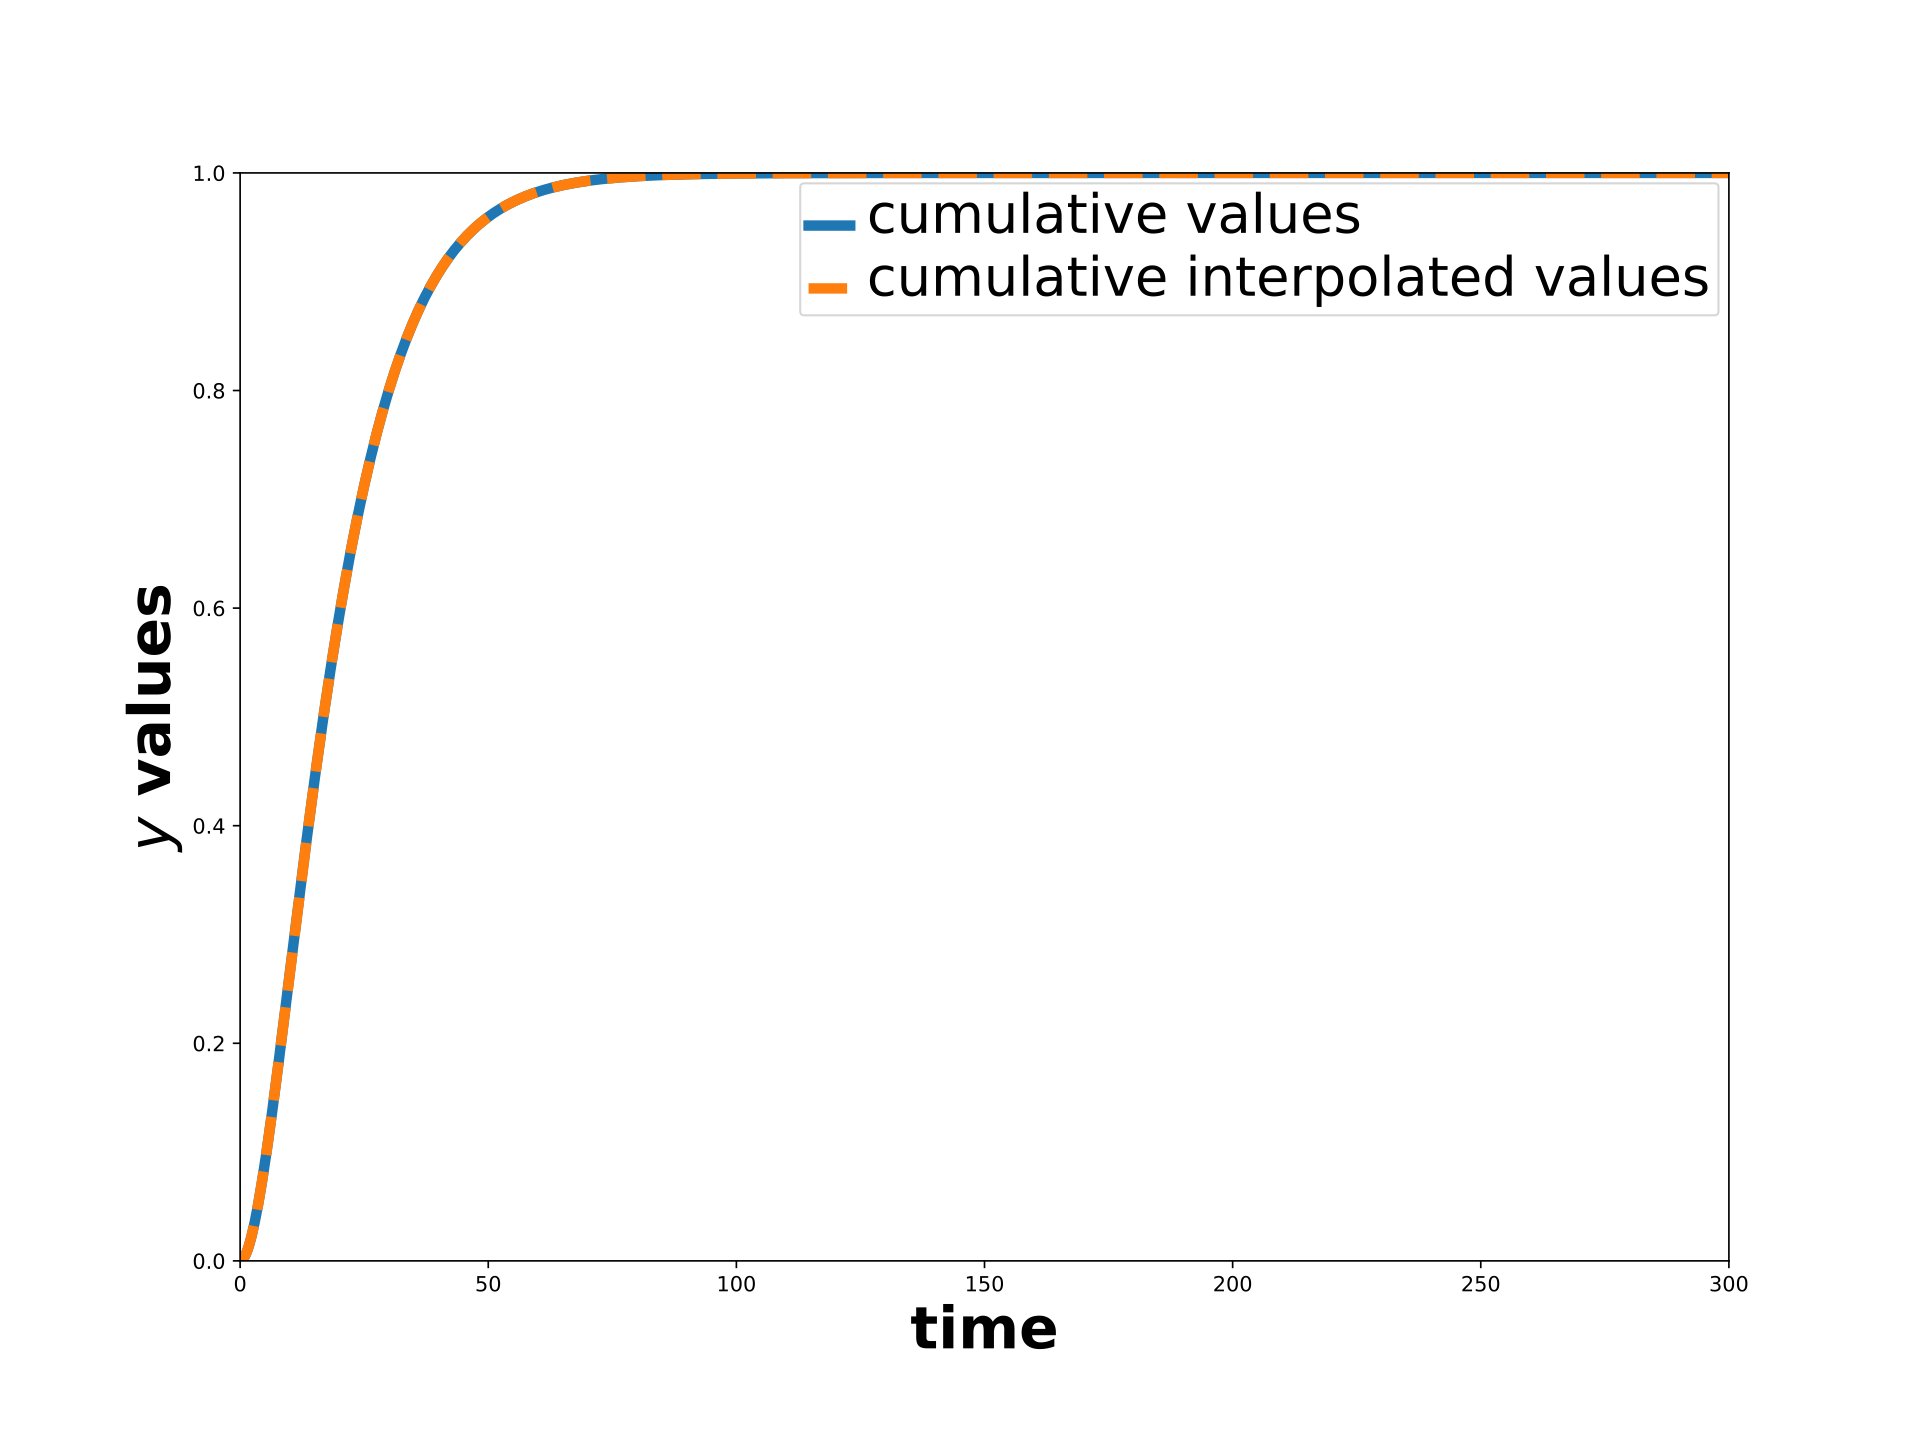 1.0
0.8
0.6
0.4
0.2
0.0
y values
cumulative values
cumulative interpolated values
0 50 100 150 200 250 300
time